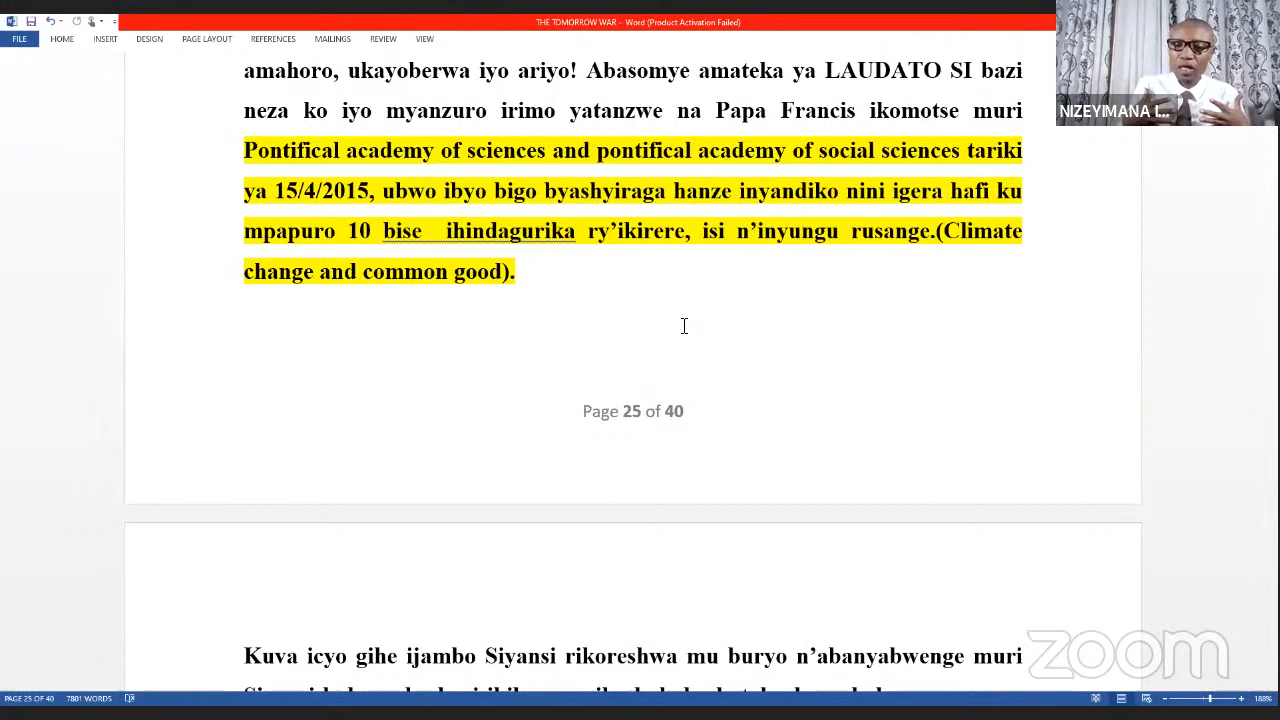 THE TOMORROW WAR - Word (Product Activation Failed)
FILE HOME INSERT DESIGN PAGE LAYOUT REFERENCES MAILINGS REVIEW VIEW
NIZEYIMANA I...
amahoro, ukayoberwa iyo ariyo! Abasomye amateka ya LAUDATO SI bazi
neza ko iyo myanzuro irimo yatanzwe na Papa Francis ikomotse muri
Pontifical academy of sciences and pontifical academy of social sciences tariki
ya 15/4/2015, ubwo ibyo bigo byashyiraga hanze inyandiko nini igera hafi ku
mpapuro 10 bise ihindagurika ry’ikirere, isi n’inyungu rusange.(Climate
change and common good).
Page 25 of 40
Kuva icyo gihe ijambo Siyansi rikoreshwa mu buryo n’abanyabwenge muri
zoom
PAGE 25 OF 40 7801 WORDS 188%